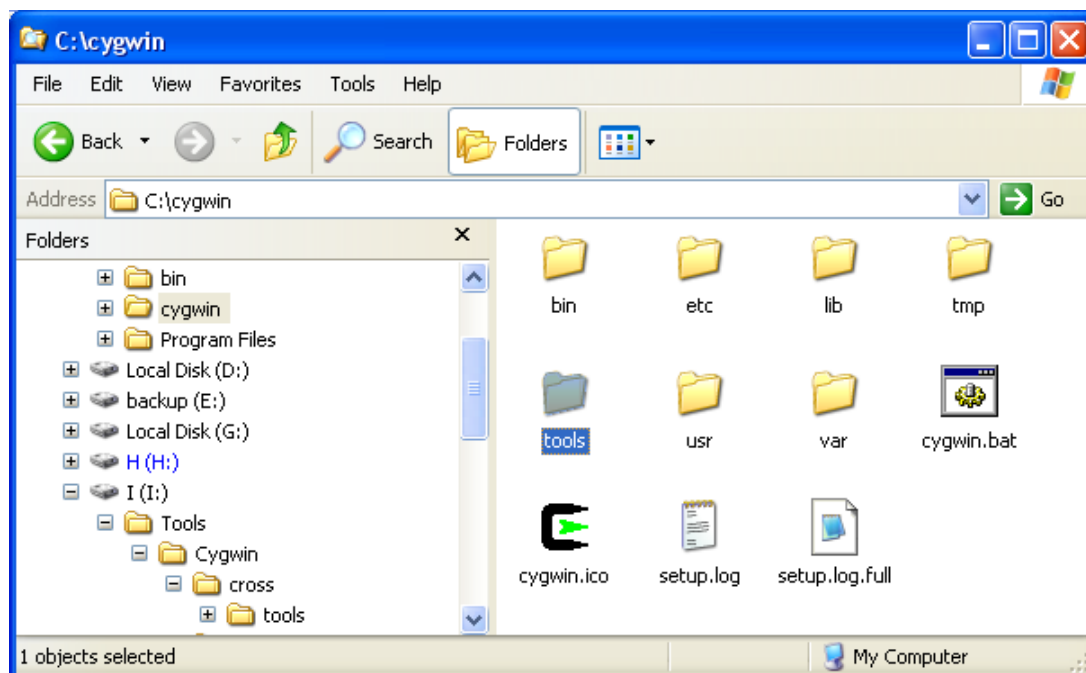 C:\cygwin
File Edit View Favorites Tools Help
Back Search Folders
Address C:\cygwin Go
Folders
bin
cygwin
Program Files
Local Disk (D:)
backup (E:)
Local Disk (G:)
H (H:)
I (I:)
Tools
Cygwin
cross
tools
bin etc lib tmp
tools usr var cygwin.bat
cygwin.ico setup.log setup.log.full
1 objects selected My Computer